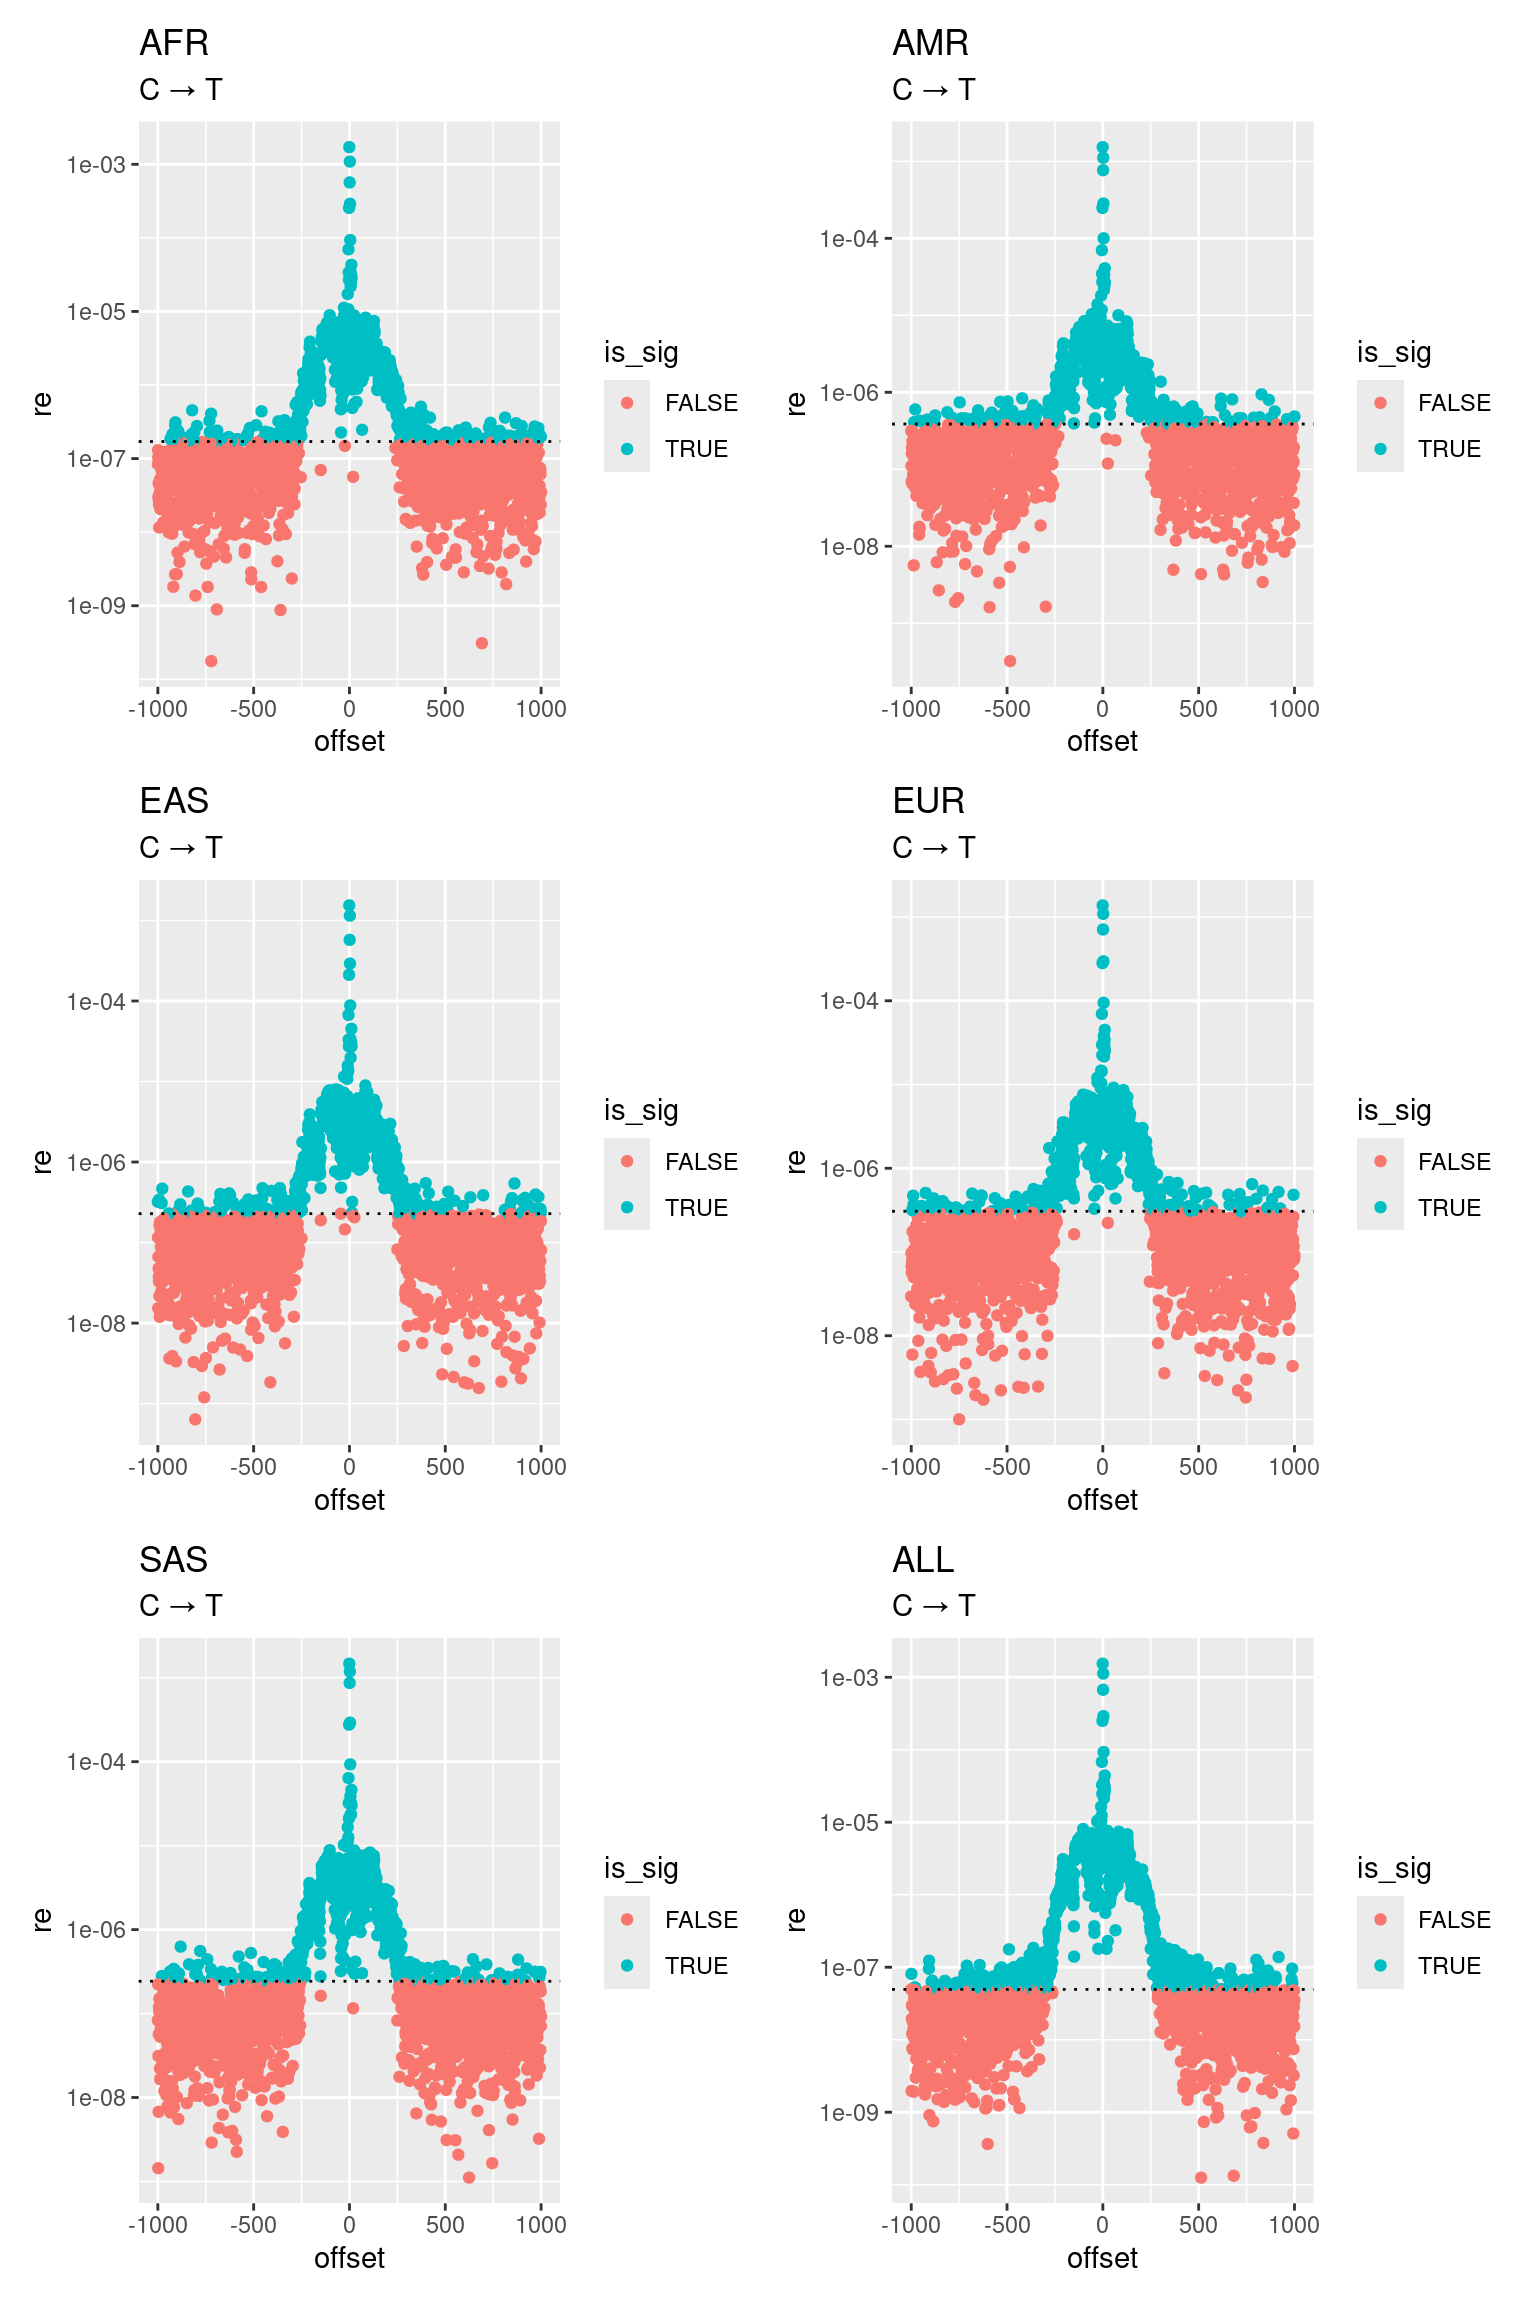 AFR
C → T
1e-03
1e-05
1e-07
1e-09
re
-1000 -500 0 500 1000
offset
is_sig
FALSE
TRUE
AMR
C → T
1e-04
1e-06
1e-08
re
-1000 -500 0 500 1000
offset
is_sig
FALSE
TRUE
EAS
C → T
1e-04
1e-06
1e-08
re
-1000 -500 0 500 1000
offset
is_sig
FALSE
TRUE
EUR
C → T
1e-04
1e-06
1e-08
re
-1000 -500 0 500 1000
offset
is_sig
FALSE
TRUE
SAS
C → T
1e-04
1e-06
1e-08
re
-1000 -500 0 500 1000
offset
is_sig
FALSE
TRUE
ALL
C → T
1e-03
1e-05
1e-07
1e-09
re
-1000 -500 0 500 1000
offset
is_sig
FALSE
TRUE